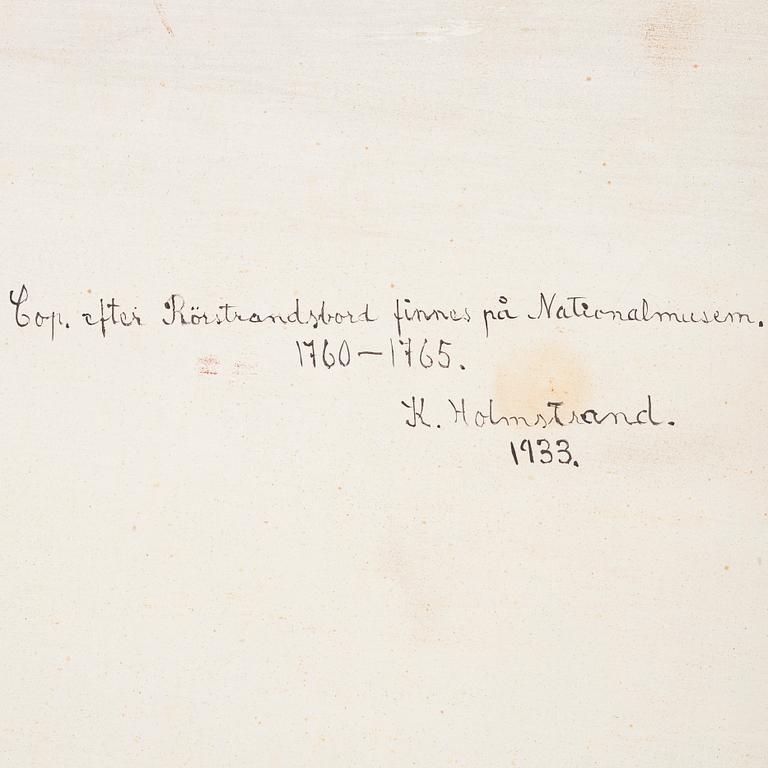 Cop. efter Rörstrandsbord finnes på Nationalmusem.
1760–1765.
K. Holmstrand.
1933.